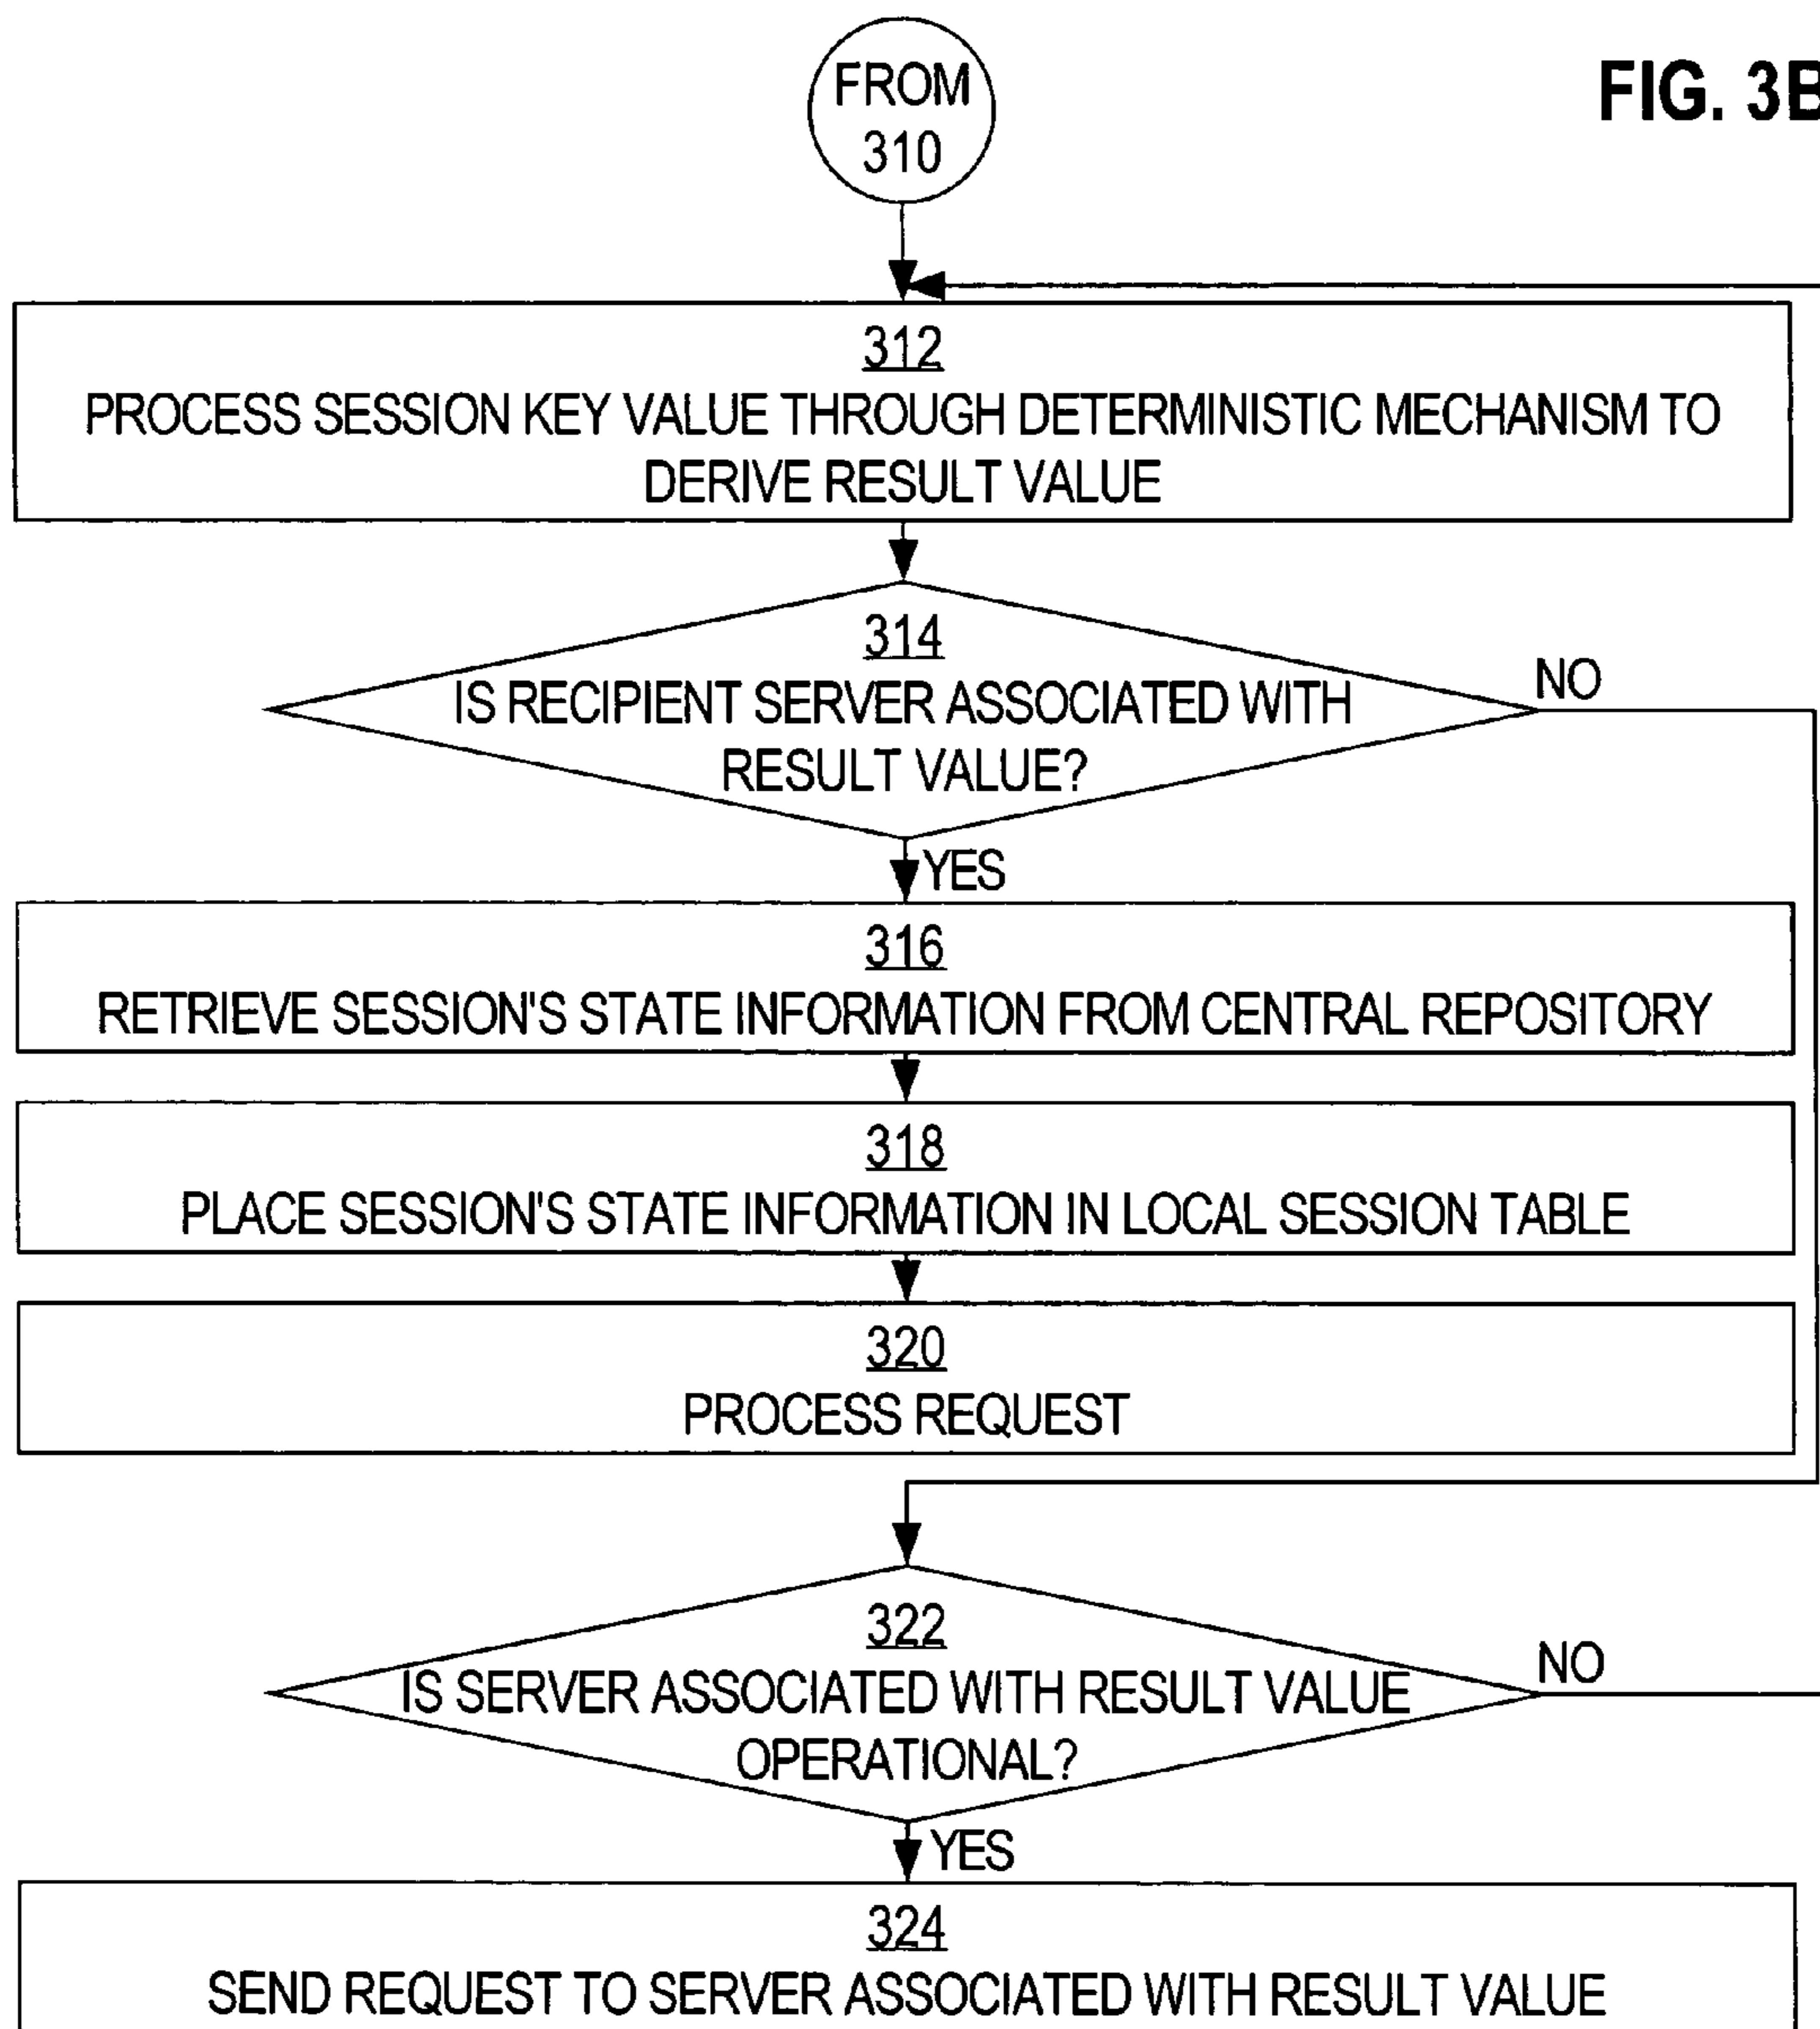 FROM
310
FIG. 3B
312
PROCESS SESSION KEY VALUE THROUGH DETERMINISTIC MECHANISM TO
DERIVE RESULT VALUE
314
IS RECIPIENT SERVER ASSOCIATED WITH
RESULT VALUE?
NO
YES
316
RETRIEVE SESSION'S STATE INFORMATION FROM CENTRAL REPOSITORY
318
PLACE SESSION'S STATE INFORMATION IN LOCAL SESSION TABLE
320
PROCESS REQUEST
322
IS SERVER ASSOCIATED WITH RESULT VALUE
OPERATIONAL?
NO
YES
324
SEND REQUEST TO SERVER ASSOCIATED WITH RESULT VALUE